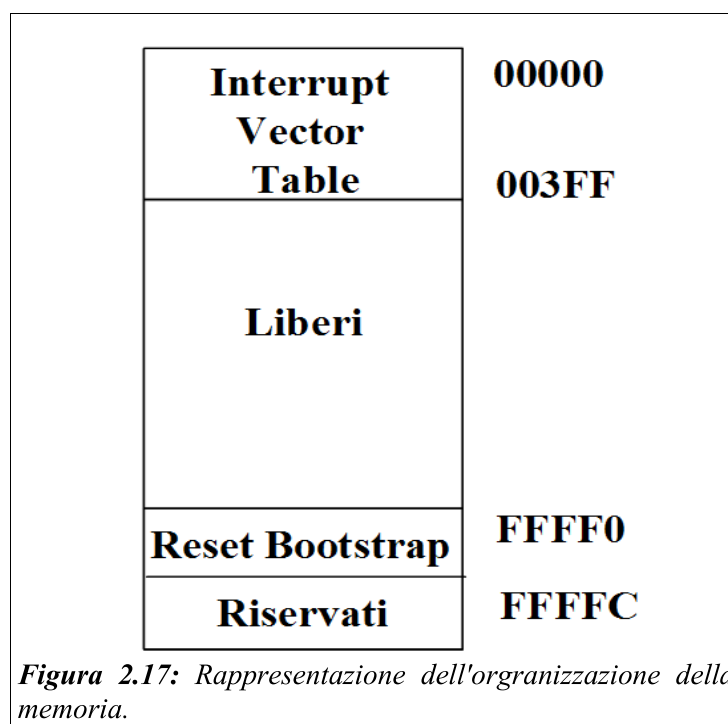 Interrupt
Vector
Table
00000
003FF
Liberi
Reset Bootstrap
FFFF0
Riservati
FFFFC
Figura 2.17: Rappresentazione dell'orgranizzazione della
memoria.